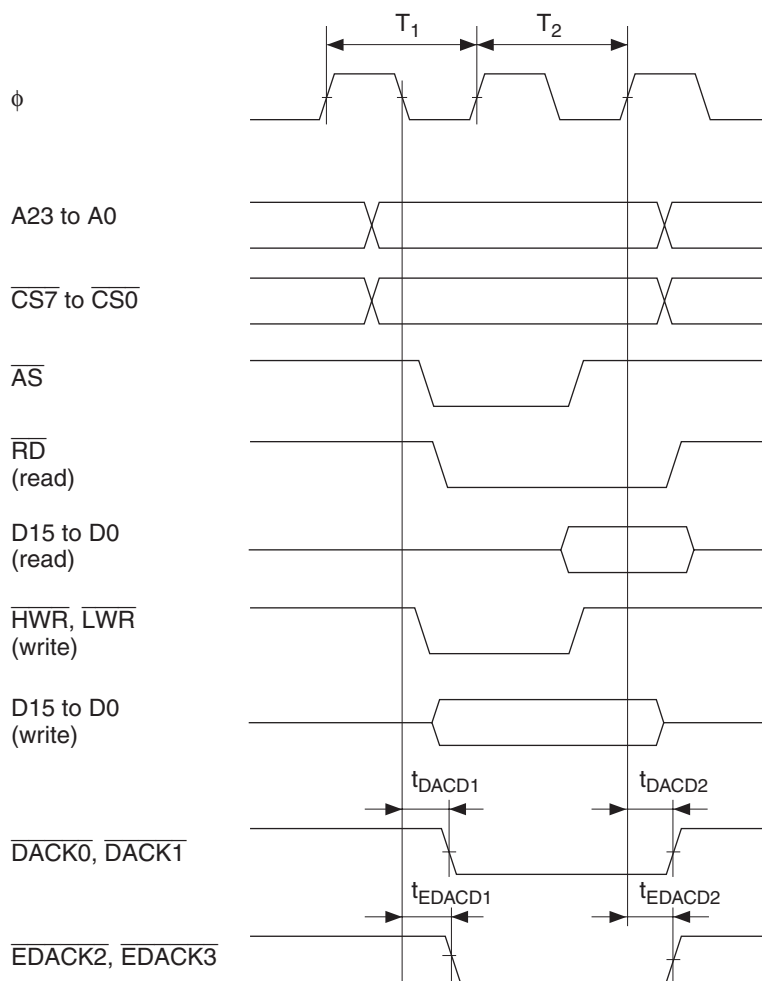 T1
T2
ϕ
A23 to A0
CS7 to CS0
AS
RD
(read)
D15 to D0
(read)
HWR, LWR
(write)
D15 to D0
(write)
tDACD1
tDACD2
DACK0, DACK1
tEDACD1
tEDACD2
EDACK2, EDACK3